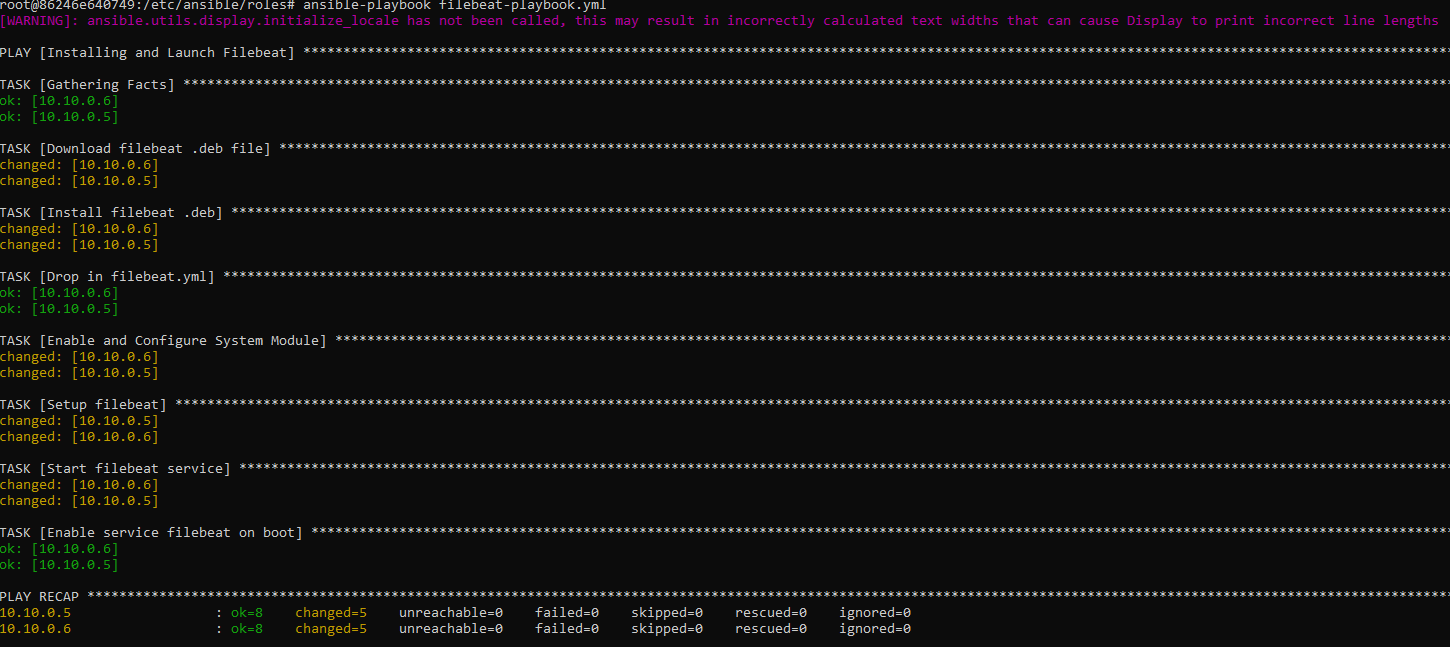 root@86246e640749:/etc/ansible/roles# ansible-playbook filebeat-playbook.yml
[WARNING]: ansible.utils.display.initialize_locale has not been called, this may result in incorrectly calculated text widths that can cause Display to print incorrect line lengths
PLAY [Installing and Launch Filebeat] ***********************************************************************************************************************************************
TASK [Gathering Facts] **************************************************************************************************************************************************************
ok: [10.10.0.6]
ok: [10.10.0.5]
TASK [Download filebeat .deb file] **************************************************************************************************************************************************
changed: [10.10.0.6]
changed: [10.10.0.5]
TASK [Install filebeat .deb] ********************************************************************************************************************************************************
changed: [10.10.0.6]
changed: [10.10.0.5]
TASK [Drop in filebeat.yml] *********************************************************************************************************************************************************
ok: [10.10.0.6]
ok: [10.10.0.5]
TASK [Enable and Configure System Module] *******************************************************************************************************************************************
changed: [10.10.0.6]
changed: [10.10.0.5]
TASK [Setup filebeat] ***************************************************************************************************************************************************************
changed: [10.10.0.5]
changed: [10.10.0.6]
TASK [Start filebeat service] *******************************************************************************************************************************************************
changed: [10.10.0.6]
changed: [10.10.0.5]
TASK [Enable service filebeat on boot] **********************************************************************************************************************************************
ok: [10.10.0.6]
ok: [10.10.0.5]
PLAY RECAP **************************************************************************************************************************************************************************
10.10.0.5                  : ok=8    changed=5    unreachable=0    failed=0    skipped=0    rescued=0    ignored=0
10.10.0.6                  : ok=8    changed=5    unreachable=0    failed=0    skipped=0    rescued=0    ignored=0